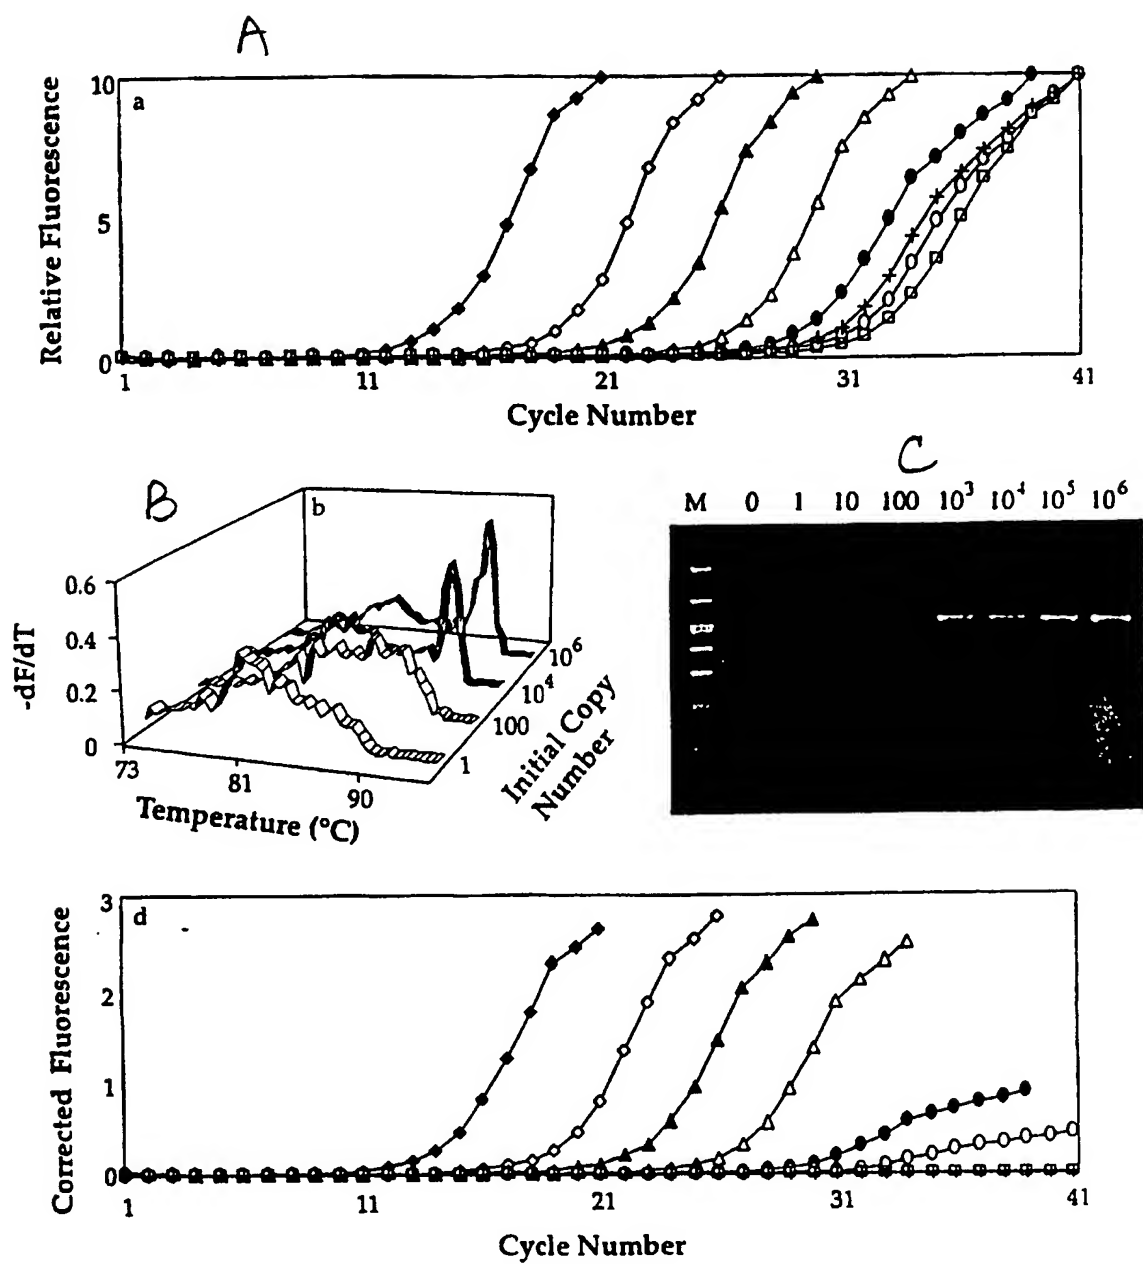 A
10
a
5
0
Relative Fluorescence
1 11 21 31 41
Cycle Number
B
b
0.6
0.4
0.2
0
-dF/dT
73 81 90
Temperature (°C)
10⁶
10⁴
100
1
Initial Copy
Number
C
M 0 1 10 100 10³ 10⁴ 10⁵ 10⁶
3
d
2
1
0
Corrected Fluorescence
1 11 21 31 41
Cycle Number